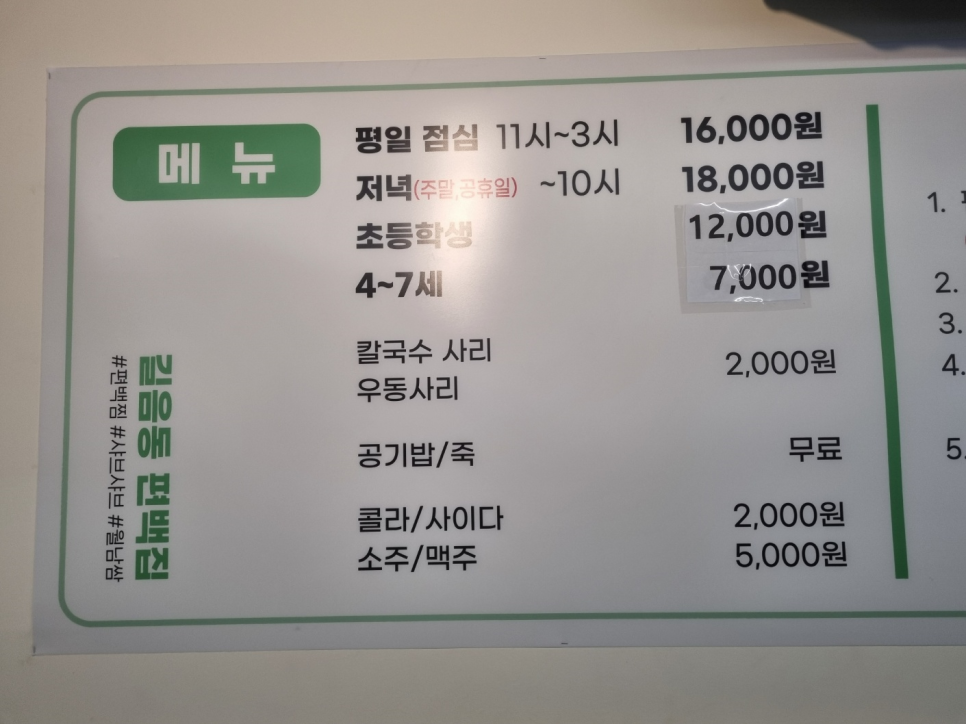 메뉴
길음동 편백집
#편백찜 #샤브샤브 #월남쌈
평일 점심 11시~3시 16,000원
저녁(주말,공휴일) ~10시 18,000원
초등학생 12,000원
4~7세 7,000원
칼국수 사리
우동사리 2,000원
공기밥/죽 무료
콜라/사이다 2,000원
소주/맥주 5,000원
1.
2.
3.
4.
5.